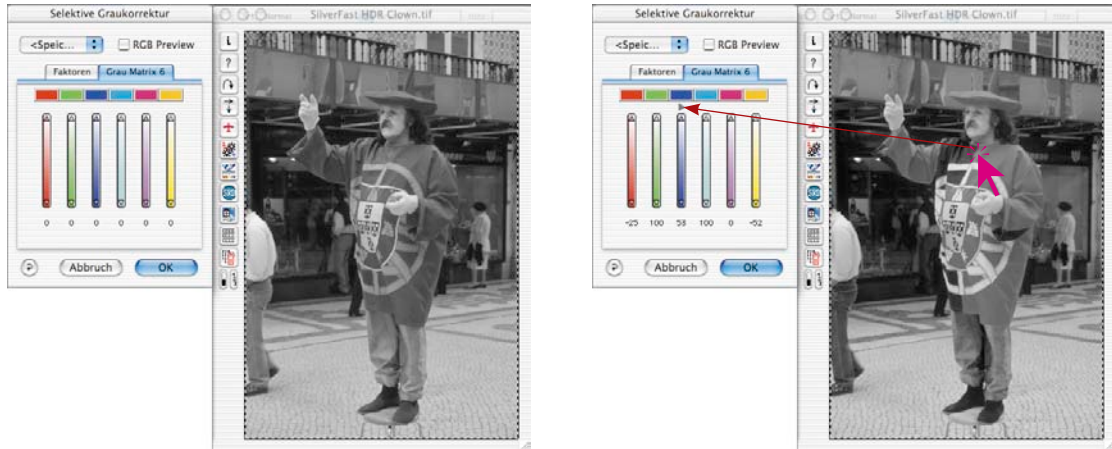 Selektive Graukorrektur
SilverFast HDR Clown.tif
<Speic...
RGB Preview
Faktoren
Grau Matrix 6
0 0 0 0 0 0
Abbruch
OK
Selektive Graukorrektur
SilverFast HDR Clown.tif
<Speic...
RGB Preview
Faktoren
Grau Matrix 6
-25 100 53 100 0 -52
Abbruch
OK